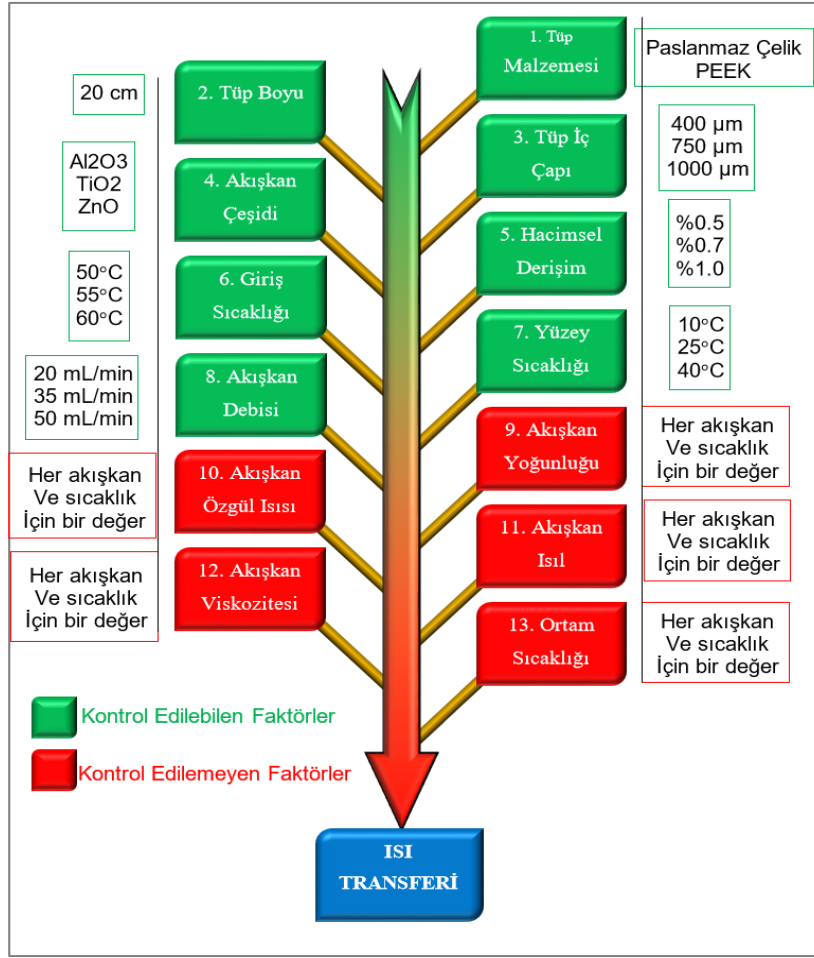 1. Tüp
Malzemesi
Paslanmaz Çelik
PEEK
20 cm
2. Tüp Boyu
3. Tüp İç
Çapı
400 µm
750 µm
1000 µm
Al2O3
TiO2
ZnO
4. Akışkan
Çeşidi
5. Hacimsel
Derişim
%0.5
%0.7
%1.0
50°C
55°C
60°C
6. Giriş
Sıcaklığı
7. Yüzey
Sıcaklığı
10°C
25°C
40°C
20 mL/min
35 mL/min
50 mL/min
8. Akışkan
Debisi
9. Akışkan
Yoğunluğu
Her akışkan
Ve sıcaklık
İçin bir değer
Her akışkan
Ve sıcaklık
İçin bir değer
10. Akışkan
Özgül Isısı
11. Akışkan
Isıl
Her akışkan
Ve sıcaklık
İçin bir değer
Her akışkan
Ve sıcaklık
İçin bir değer
12. Akışkan
Viskozitesi
13. Ortam
Sıcaklığı
Her akışkan
Ve sıcaklık
İçin bir değer
Kontrol Edilebilen Faktörler
Kontrol Edilemeyen Faktörler
ISI
TRANSFERİ